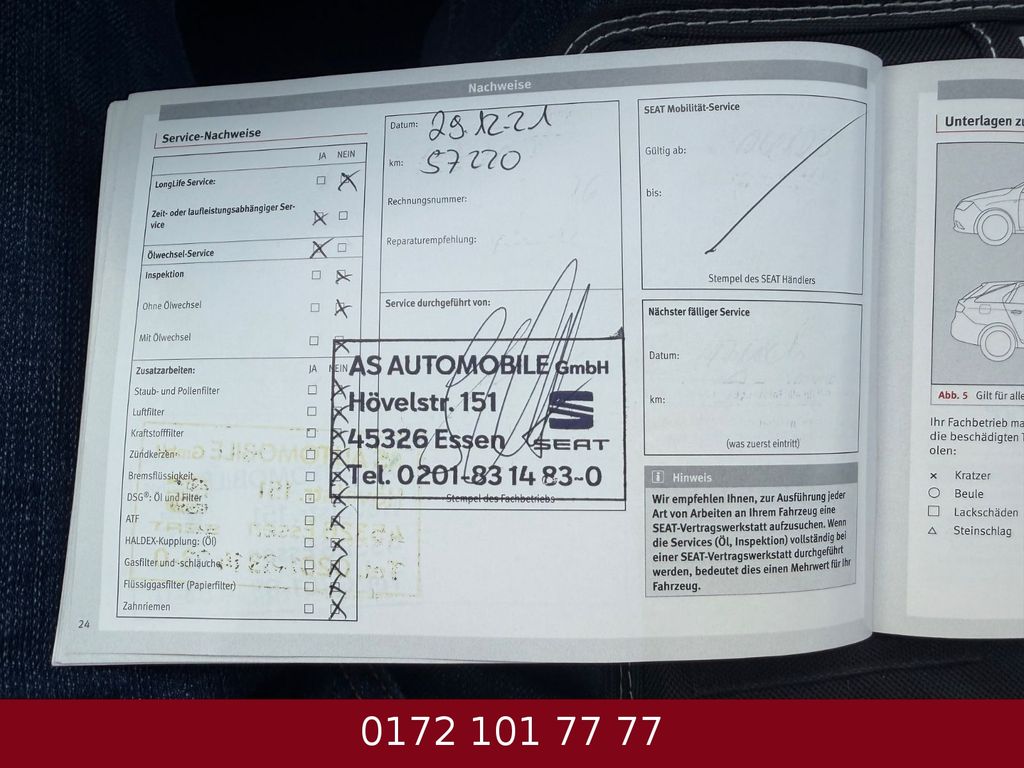 Nachweise
Service-Nachweise
JA NEIN
LongLife Service:
Zeit- oder laufleistungsabhängiger Ser-
vice
Ölwechsel-Service
Inspektion
Ohne Ölwechsel
Mit Ölwechsel
Zusatzarbeiten: JA NEIN
Staub- und Pollenfilter
Luftfilter
Kraftstofffilter
Zündkerzen
Bremsflüssigkeit
DSG®: Öl und Filter
ATF
HALDEX-Kupplung: (Öl)
Gasfilter und -schläuche
Flüssiggasfilter (Papierfilter)
Zahnriemen
24
Datum: 29.12.21
km: 57220
Rechnungsnummer:
Reparaturempfehlung:
Service durchgeführt von:
AS AUTOMOBILE GmbH
Hövelstr. 151
45326 Essen
SEAT
Tel. 0201-83 14 83-0
Stempel des Fachbetriebs
SEAT Mobilität-Service
Gültig ab:
bis:
Stempel des SEAT Händlers
Nächster fälliger Service
Datum:
km:
(was zuerst eintritt)
i Hinweis
Wir empfehlen Ihnen, zur Ausführung jeder
Art von Arbeiten an Ihrem Fahrzeug eine
SEAT-Vertragswerkstatt aufzusuchen. Wenn
die Services (Öl, Inspektion) vollständig bei
einer SEAT-Vertragswerkstatt durchgeführt
werden, bedeutet dies einen Mehrwert für Ihr
Fahrzeug.
Unterlagen zu
Abb. 5 Gilt für alle
Ihr Fachbetrieb ma
die beschädigten T
olen:
Kratzer
Beule
Lackschäden
Steinschlag
0172 101 77 77